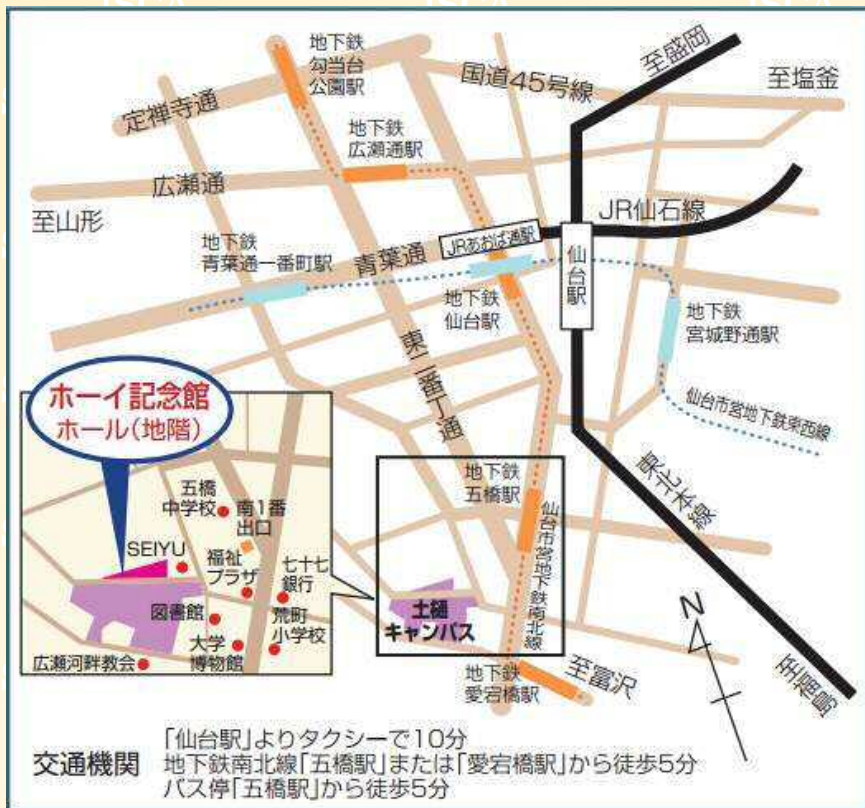 地下鉄
勾当台
公園駅
国道45号線
至盛岡
至塩釜
定禅寺通
地下鉄
広瀬通駅
広瀬通
至山形
JR仙石線
地下鉄
青葉通一番町駅
青葉通
JRあおば通駅
仙台駅
地下鉄
仙台駅
地下鉄
宮城野通駅
東二番丁通
仙台市営地下鉄東西線
ホーイ記念館
ホール(地階)
地下鉄
五橋駅
仙台市営地下鉄南北線
東北本線
五橋
中学校
南1番
出口
SEIYU
福祉
プラザ
七十七
銀行
図書館
荒町
小学校
大学
博物館
広瀬河畔教会
土樋
キャンパス
N
地下鉄
愛宕橋駅
至富沢
至福島
交通機関
「仙台駅」よりタクシーで10分
地下鉄南北線「五橋駅」または「愛宕橋駅」から徒歩5分
バス停「五橋駅」から徒歩5分